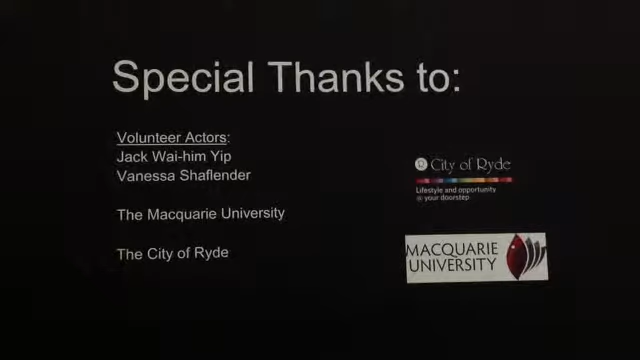 Special Thanks to:
Volunteer Actors:
Jack Wai-him Yip
Vanessa Shaflender
The Macquarie University
The City of Ryde
City of Ryde
Lifestyle and opportunity
@ your doorstep
MACQUARIE
UNIVERSITY